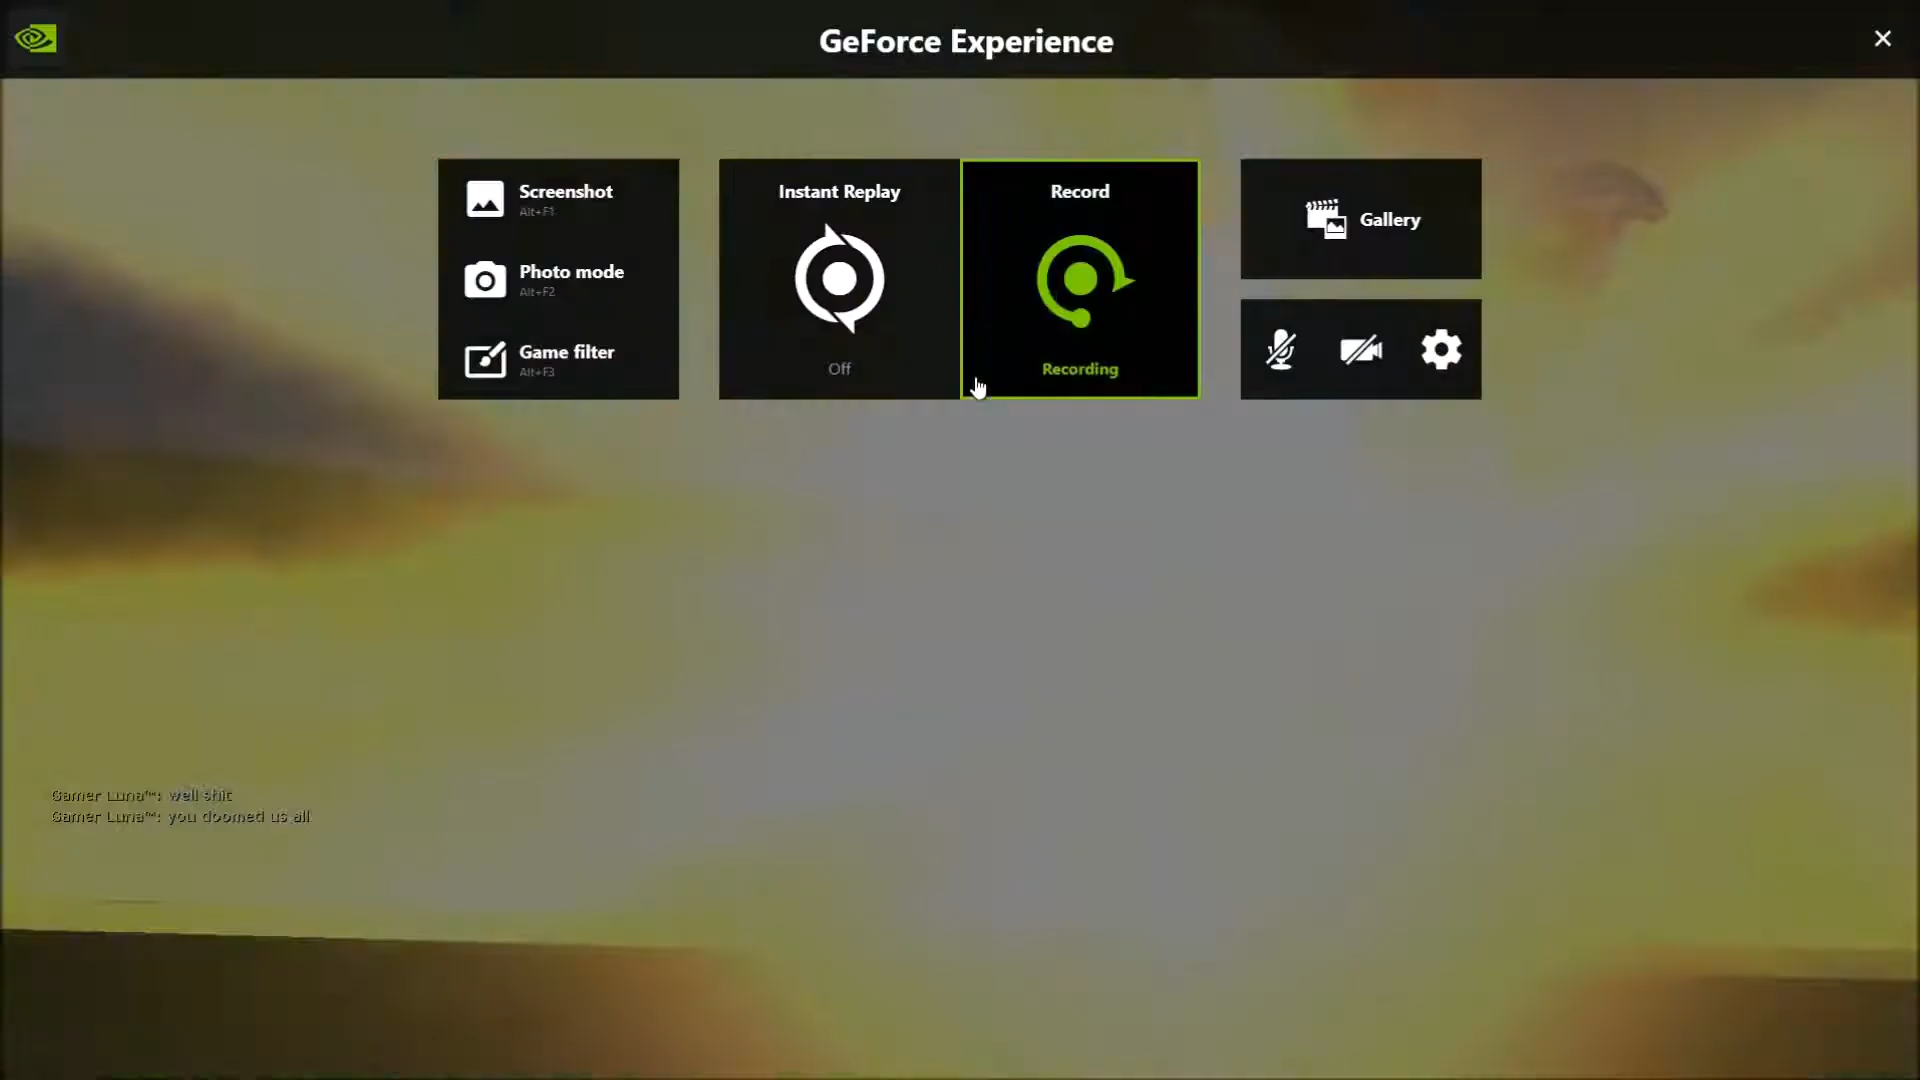 GeForce Experience
Screenshot
Alt+F1
Photo mode
Alt+F2
Game filter
Alt+F3
Instant Replay
Off
Record
Recording
Gallery
Gamer Luna™: well shit
Gamer Luna™: you doomed us all